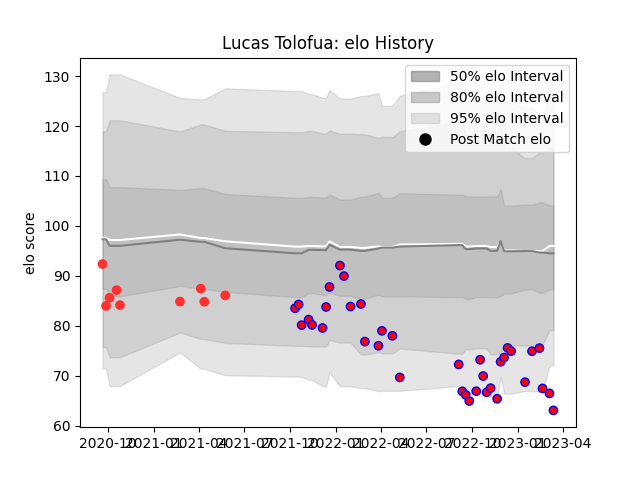 Lucas Tolofua: elo History
130
120
110
100
90
80
70
60
elo score
50% elo Interval
80% elo Interval
95% elo Interval
Post Match elo
2020-10 2021-01 2021-04 2021-07 2021-10 2022-01 2022-04 2022-07 2022-10 2023-01 2023-04